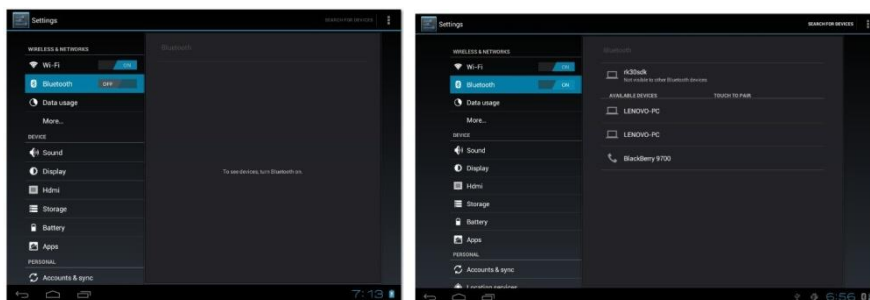 Settings
SEARCH FOR DEVICES
WIRELESS & NETWORKS
Bluetooth
Wi-Fi ON
Bluetooth OFF
Data usage
More...
DEVICE
Sound
Display
Hdmi
Storage
Battery
Apps
PERSONAL
Accounts & sync
To see devices, turn Bluetooth on.
7:13
Settings
SEARCH FOR DEVICES
WIRELESS & NETWORKS
Bluetooth
Wi-Fi ON
Bluetooth ON
Data usage
More...
DEVICE
Sound
Display
Hdmi
Storage
Battery
Apps
PERSONAL
Accounts & sync
Location services
rk30sdk
Not visible to other Bluetooth devices
AVAILABLE DEVICES TOUCH TO PAIR
LENOVO-PC
LENOVO-PC
BlackBerry 9700
6:56